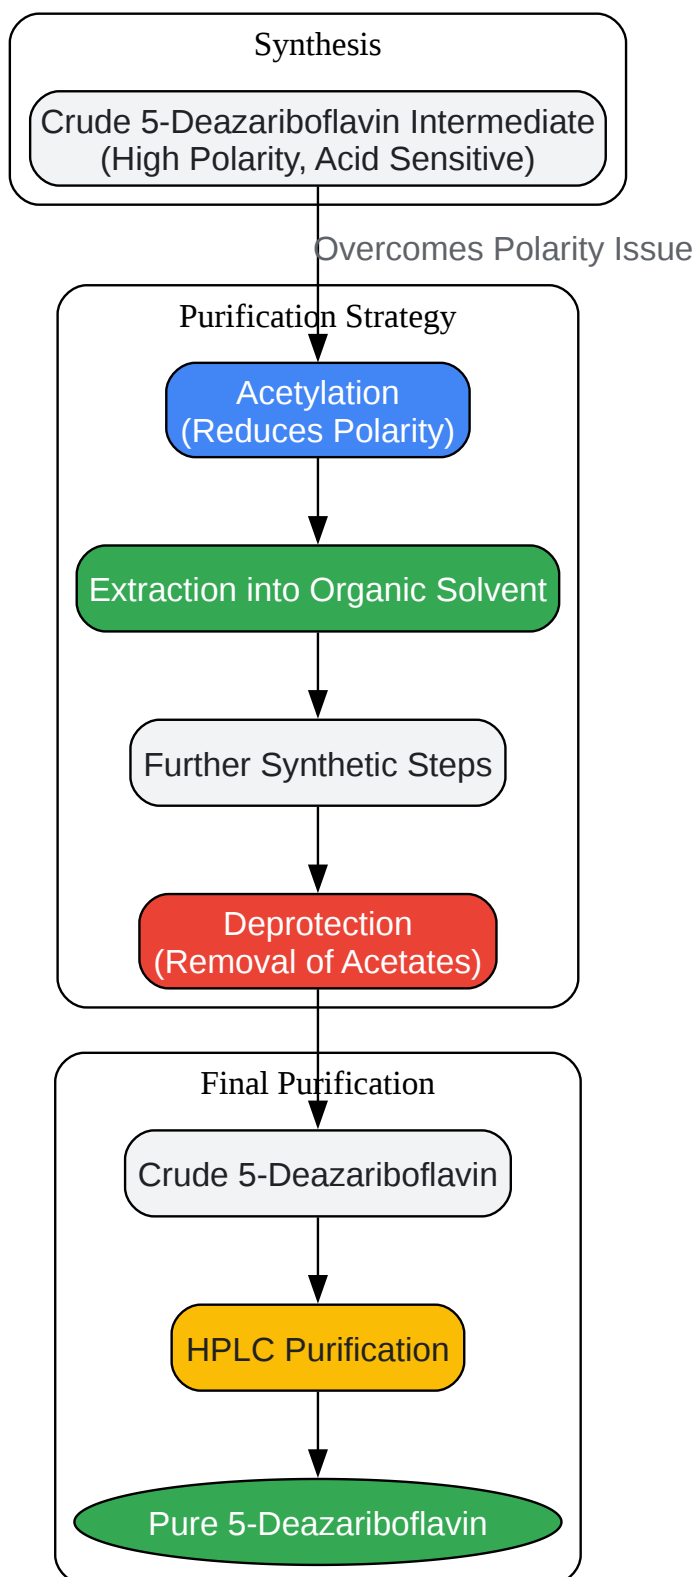 Synthesis
Crude 5-Deazariboflavin Intermediate
(High Polarity, Acid Sensitive)
Overcomes Polarity Issue
Purification Strategy
Acetylation
(Reduces Polarity)
Extraction into Organic Solvent
Further Synthetic Steps
Deprotection
(Removal of Acetates)
Final Purification
Crude 5-Deazariboflavin
HPLC Purification
Pure 5-Deazariboflavin